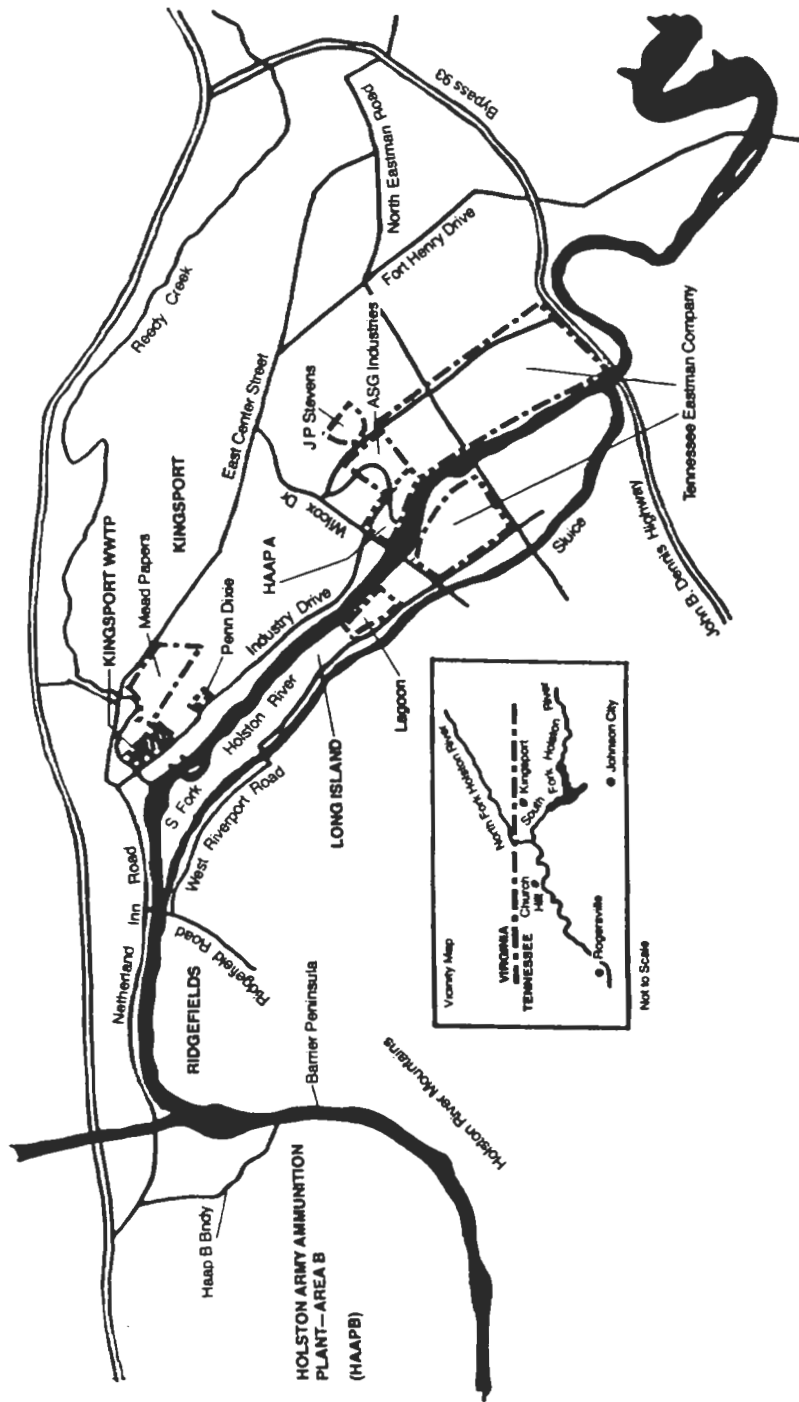 Bypass 93
North Eastman Road
Reedy Creek
Fort Henry Drive
East Center Street
ASG Industries
J P Stevens
KINGSPORT
Wilcox Dr
HAAP A
KINGSPORT WWTP
Mead Papers
Penn Dixie
Industry Drive
Tennessee Eastman Company
John B. Dennis Highway
Sluice
Lagoon
LONG ISLAND
S Fork Holston River
West Riverport Road
Netherland Inn Road
Ridgefield Road
RIDGEFIELDS
Barrier Peninsula
Holston River Mountains
Haap B Bndy
HOLSTON ARMY AMMUNITION
PLANT—AREA B
(HAAPB)
Vicinity Map
VIRGINIA
TENNESSEE
North Fork Holston River
Kingsport
South Fork Holston River
Church
Hill
Johnson City
Rogersville
Not to Scale